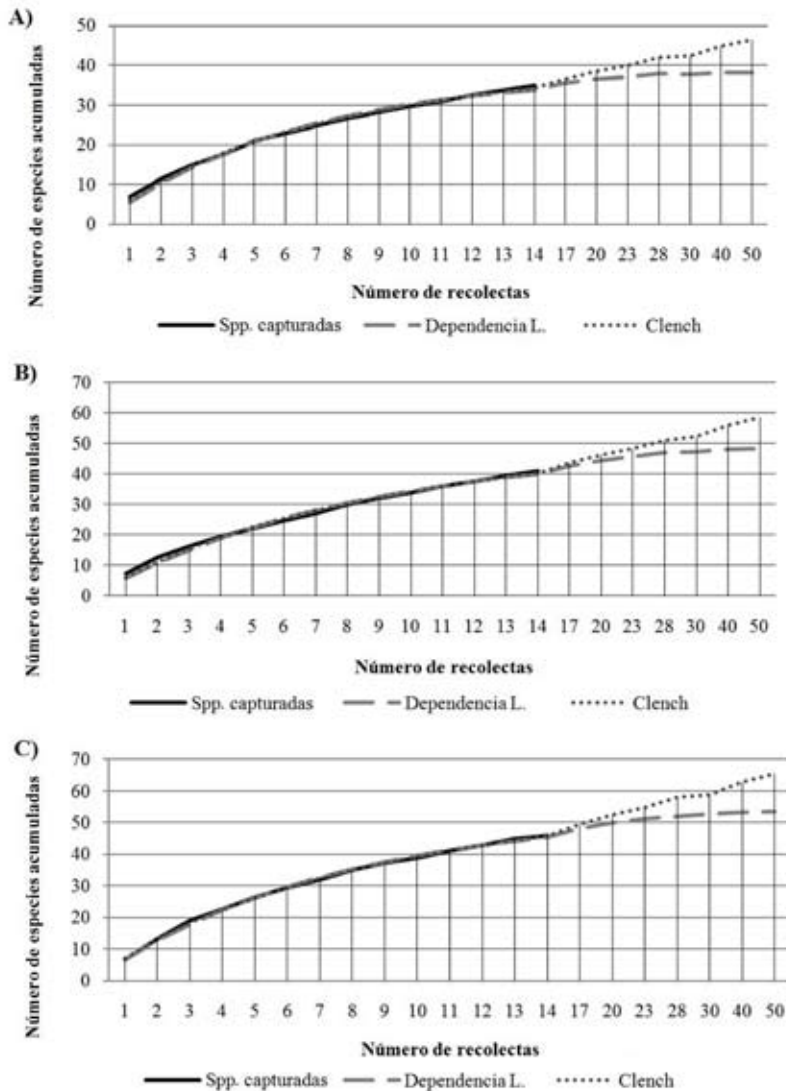 A)
Número de especies acumuladas
50
40
30
20
10
0
1 2 3 4 5 6 7 8 9 10 11 12 13 14 17 20 23 28 30 40 50
Número de recolectas
Spp. capturadas Dependencia L. Clench
B)
Número de especies acumuladas
70
60
50
40
30
20
10
0
1 2 3 4 5 6 7 8 9 10 11 12 13 14 17 20 23 28 30 40 50
Número de recolectas
Spp. capturadas Dependencia L. Clench
C)
Número de especies acumuladas
70
60
50
40
30
20
10
0
1 2 3 4 5 6 7 8 9 10 11 12 13 14 17 20 23 28 30 40 50
Número de recolectas
Spp. capturadas Dependencia L. Clench